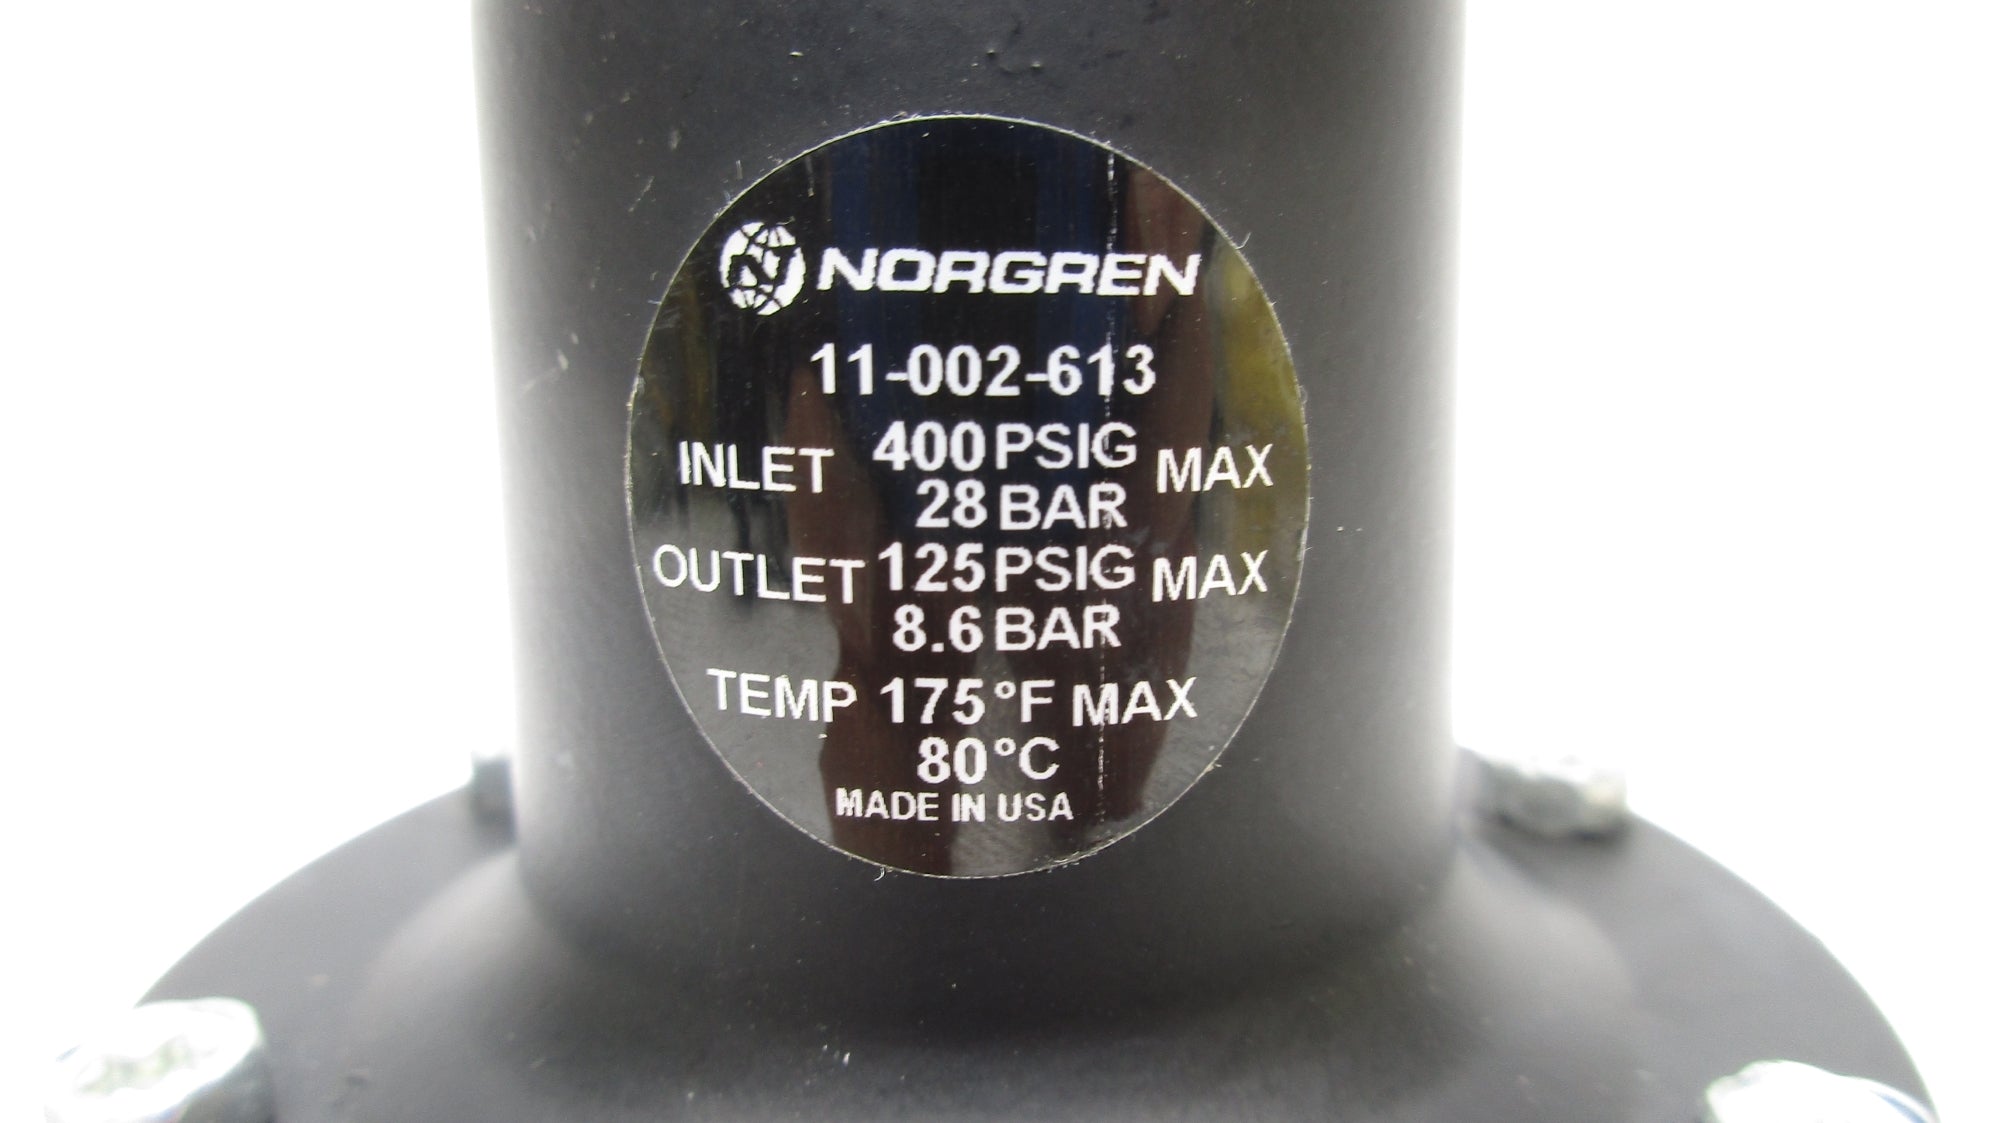 N NORGREN
11-002-613
INLET 400 PSIG MAX
28 BAR
OUTLET 125 PSIG MAX
8.6 BAR
TEMP 175 °F MAX
80 °C
MADE IN USA